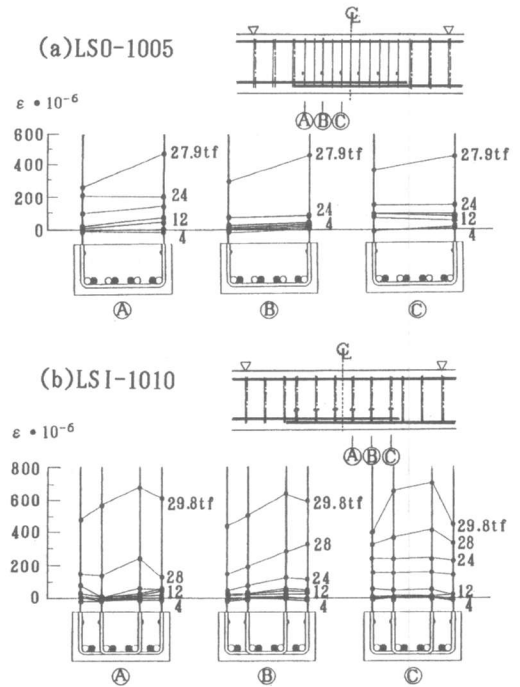 (a)LSO-1005
℄
Ⓐ Ⓑ Ⓒ
ε・10⁻⁶
600
400
200
0
27.9tf
24
12
4
27.9tf
24
4
27.9tf
24
12
4
Ⓐ Ⓑ Ⓒ
(b)LSI-1010
℄
Ⓐ Ⓑ Ⓒ
ε・10⁻⁶
800
600
400
200
0
29.8tf
28
12
4
29.8tf
28
24
12
4
29.8tf
28
24
12
4
Ⓐ Ⓑ Ⓒ